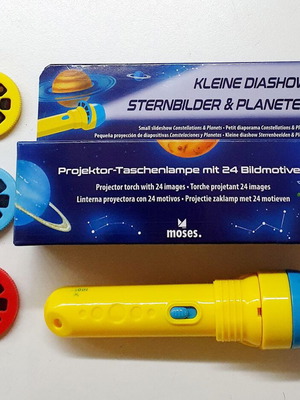 KLEINE DIASHOW
STERNBILDER & PLANETE
Small slideshow Constellations & Planets • Petit diaporama Constellations & Pl
Pequeña proyección de diapositivas Constelaciones y Planetas • Kleine diashow Sterrenbeelden & Pl
Projektor-Taschenlampe mit 24 Bildmotive
Projector torch with 24 images • Torche projetant 24 images
Linterna proyectora con 24 motivos • Projectie zaklamp met 24 motieven
moses.